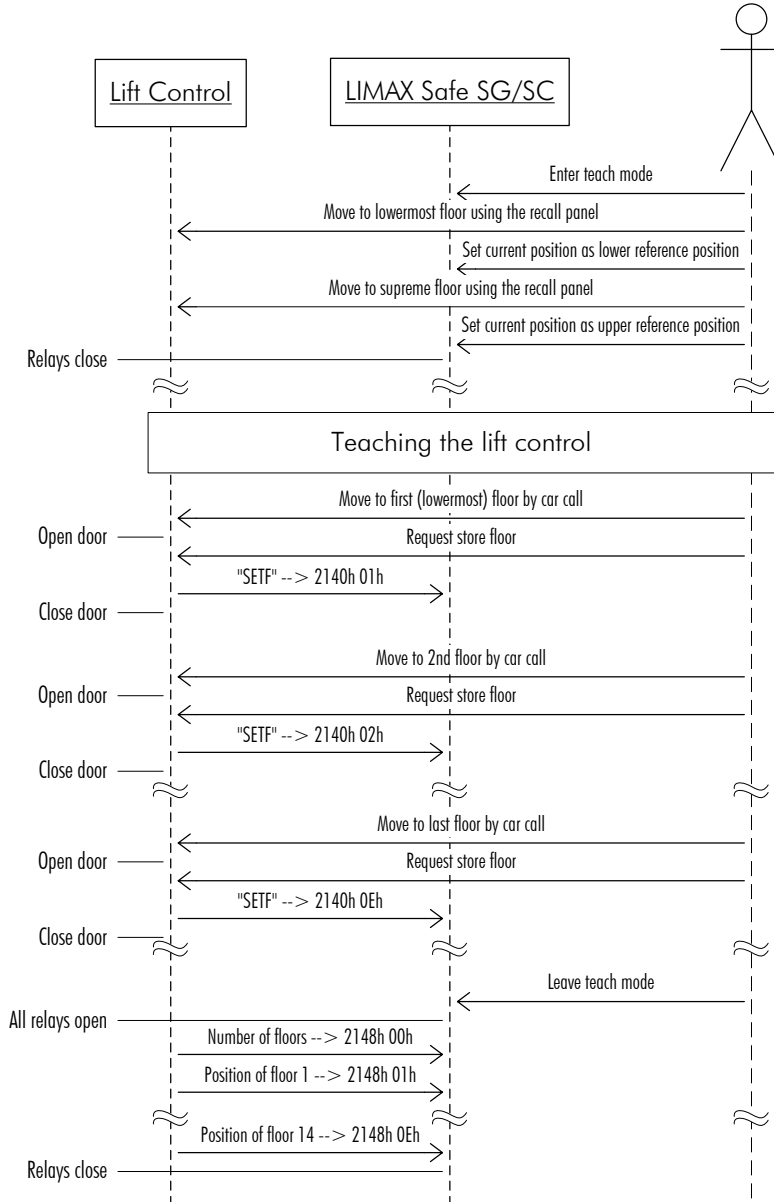 Lift Control
LIMAX Safe SG/SC
Enter teach mode
Move to lowermost floor using the recall panel
Set current position as lower reference position
Move to supreme floor using the recall panel
Set current position as upper reference position
Relays close
Teaching the lift control
Move to first (lowermost) floor by car call
Open door
Request store floor
"SETF" --> 2140h 01h
Close door
Move to 2nd floor by car call
Open door
Request store floor
"SETF" --> 2140h 02h
Close door
Move to last floor by car call
Open door
Request store floor
"SETF" --> 2140h 0Eh
Close door
Leave teach mode
All relays open
Number of floors --> 2148h 00h
Position of floor 1 --> 2148h 01h
Position of floor 14 --> 2148h 0Eh
Relays close